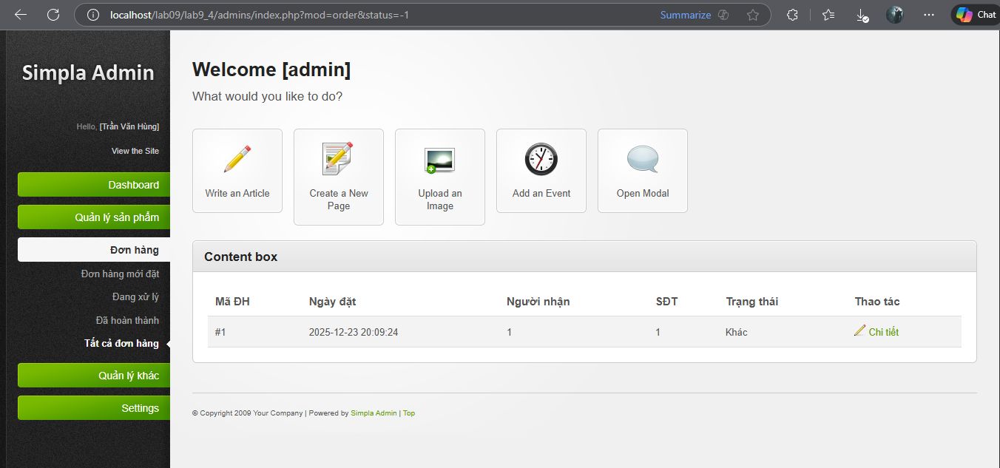 localhost/lab09/lab9_4/admins/index.php?mod=order&status=-1
Summarize
Chat
Simpla Admin
Hello, [Trần Văn Hùng]
View the Site
Dashboard
Quản lý sản phẩm
Đơn hàng
Đơn hàng mới đặt
Đang xử lý
Đã hoàn thành
Tất cả đơn hàng
Quản lý khác
Settings
Welcome [admin]
What would you like to do?
Write an Article
Create a New
Page
Upload an
Image
Add an Event
Open Modal
Content box
Mã ĐH Ngày đặt Người nhận SĐT Trạng thái Thao tác
#1 2025-12-23 20:09:24 1 1 Khác Chi tiết
© Copyright 2009 Your Company | Powered by Simpla Admin | Top